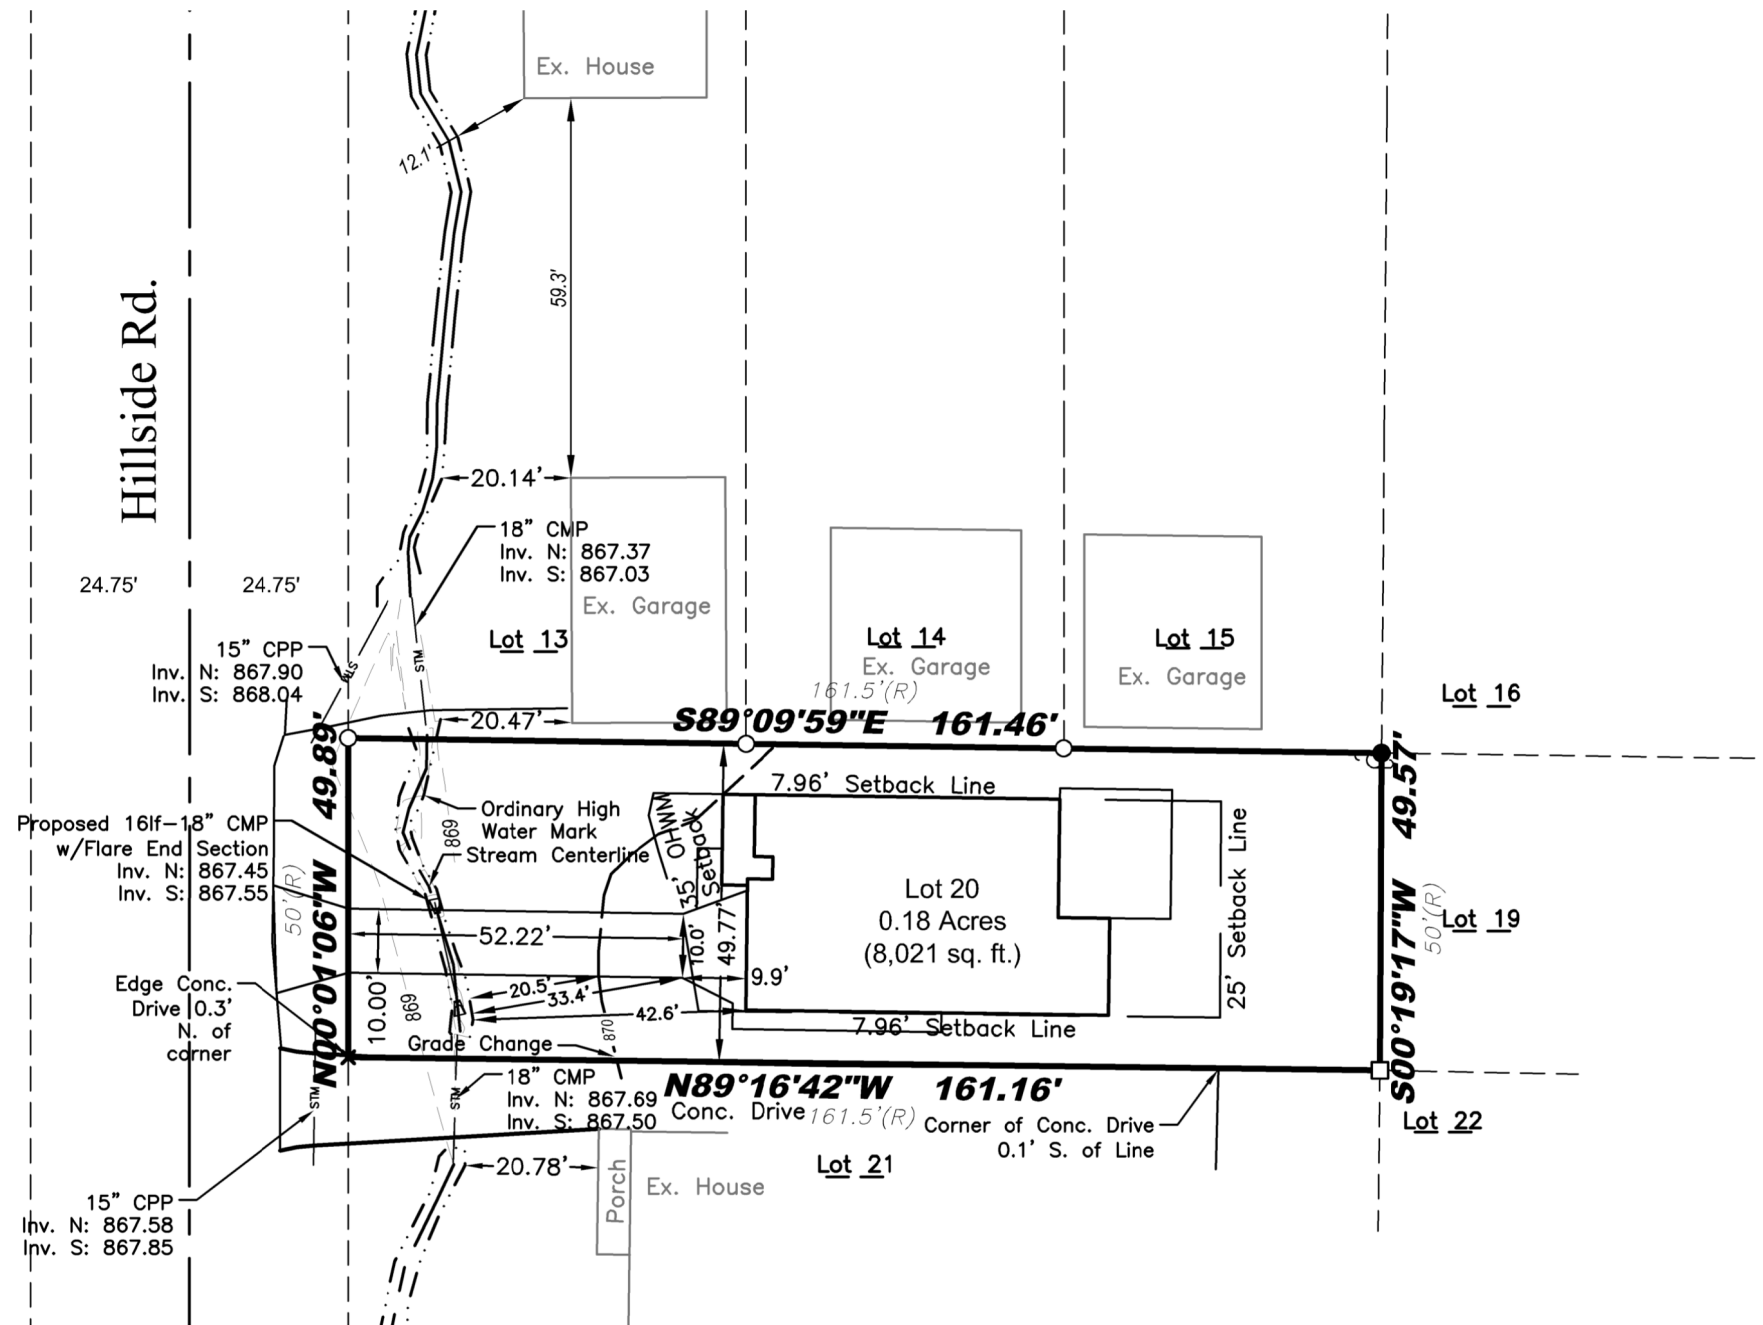 Ex. House
12.1'
59.3'
Hillside Rd.
20.14'
18" CMP
Inv. N: 867.37
Inv. S: 867.03
24.75'
24.75'
Ex. Garage
Lot 13
Lot 14
Ex. Garage
Lot 15
Ex. Garage
15" CPP
Inv. N: 867.90
Inv. S: 868.04
STM
STM
161.5'(R)
Lot 16
20.47'
S89°09'59"E 161.46'
N00°01'06"W 49.89'
50'(R)
7.96' Setback Line
Ordinary High
Water Mark
869
Stream Centerline
35' OHWM
Setback
Proposed 16lf-18" CMP
w/Flare End Section
Inv. N: 867.45
Inv. S: 867.55
Lot 20
0.18 Acres
(8,021 sq. ft.)
25' Setback Line
S00°19'17"W 49.57'
50'(R)
Lot 19
52.22'
10.0'
49.77'
9.9'
10.00'
869
20.5'
33.4'
42.6'
870
Edge Conc.
Drive 0.3'
N. of
corner
7.96' Setback Line
Grade Change
18" CMP
Inv. N: 867.69
Inv. S: 867.50
N89°16'42"W 161.16'
Conc. Drive
161.5'(R)
Corner of Conc. Drive
0.1' S. of Line
Lot 22
STM
STM
20.78'
Porch
Lot 21
Ex. House
15" CPP
Inv. N: 867.58
Inv. S: 867.85